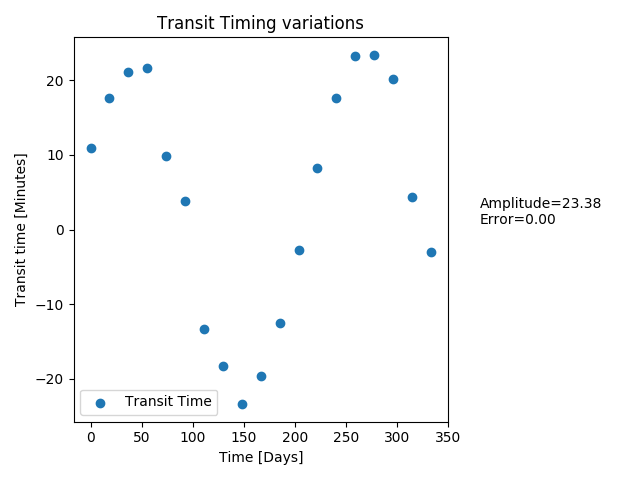 Transit Timing variations
Transit time [Minutes]
20
10
0
−10
−20
Amplitude=23.38
Error=0.00
Transit Time
0 50 100 150 200 250 300 350
Time [Days]